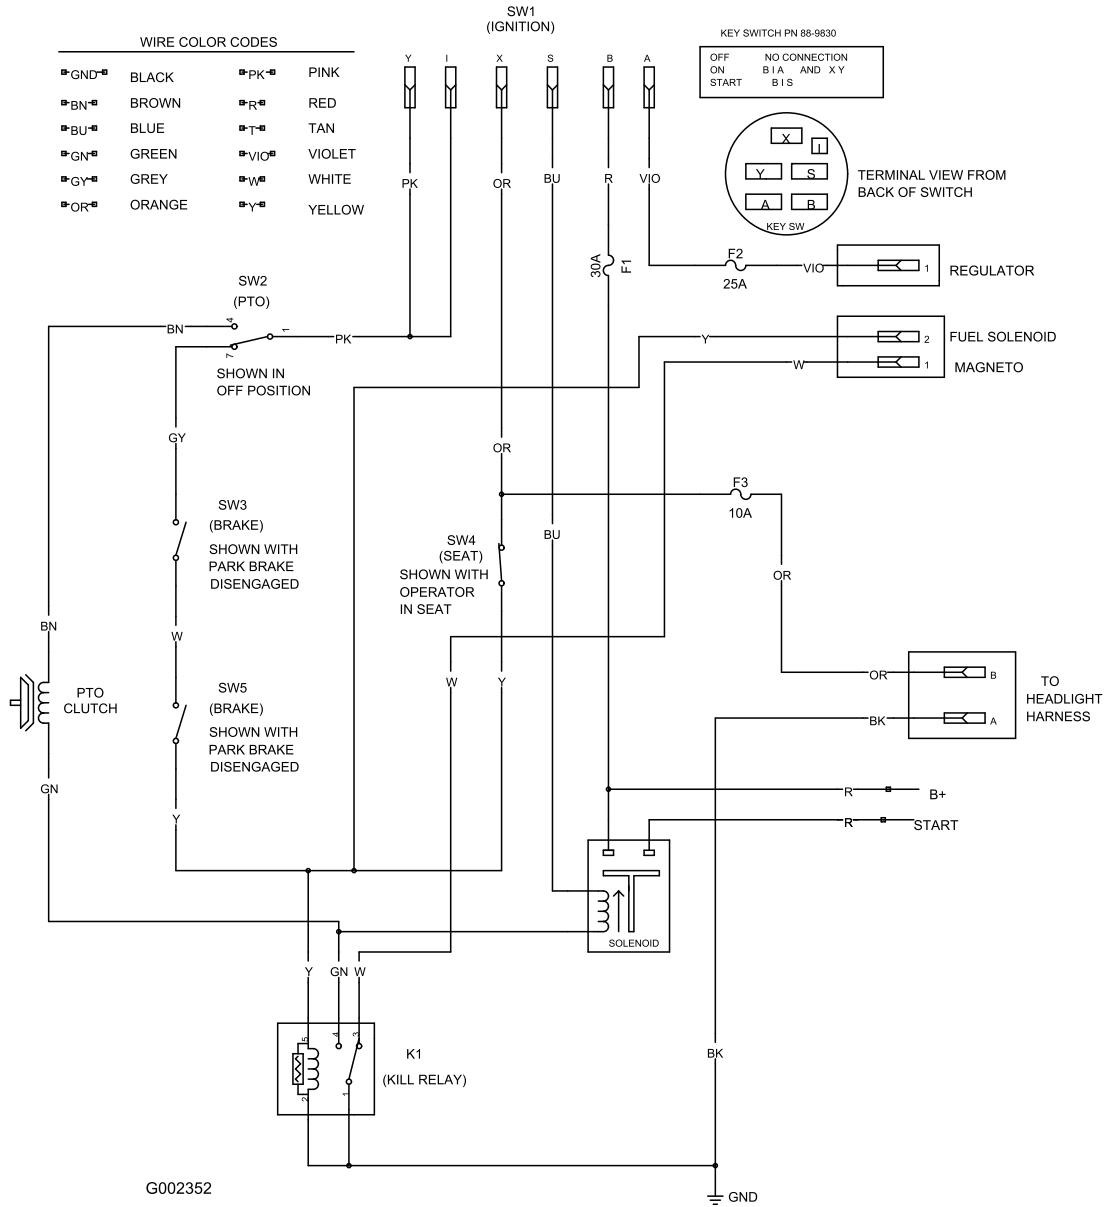 SW1
(IGNITION)
WIRE COLOR CODES
GND BLACK PK PINK
BN BROWN R RED
BU BLUE T TAN
GN GREEN VIO VIOLET
GY GREY W WHITE
OR ORANGE Y YELLOW
Y I X S B A
KEY SWITCH PN 88-9830
OFF NO CONNECTION
ON B I A AND X Y
START B I S
X
I
Y S
A B
KEY SW
TERMINAL VIEW FROM
BACK OF SWITCH
PK OR BU R VIO
30A
F1
F2
25A
VIO
1
REGULATOR
SW2
(PTO)
4
1
7
BN
PK
SHOWN IN
OFF POSITION
Y
2
FUEL SOLENOID
W
1
MAGNETO
GY
OR
F3
10A
SW3
(BRAKE)
SHOWN WITH
PARK BRAKE
DISENGAGED
SW4
(SEAT)
SHOWN WITH
OPERATOR
IN SEAT
BU
OR
BN
W
W
Y
OR
B
TO
HEADLIGHT
HARNESS
BK
A
PTO
CLUTCH
SW5
(BRAKE)
SHOWN WITH
PARK BRAKE
DISENGAGED
GN
Y
R
B+
R
START
SOLENOID
Y GN W
5
4
3
2
1
K1
(KILL RELAY)
BK
GND
G002352